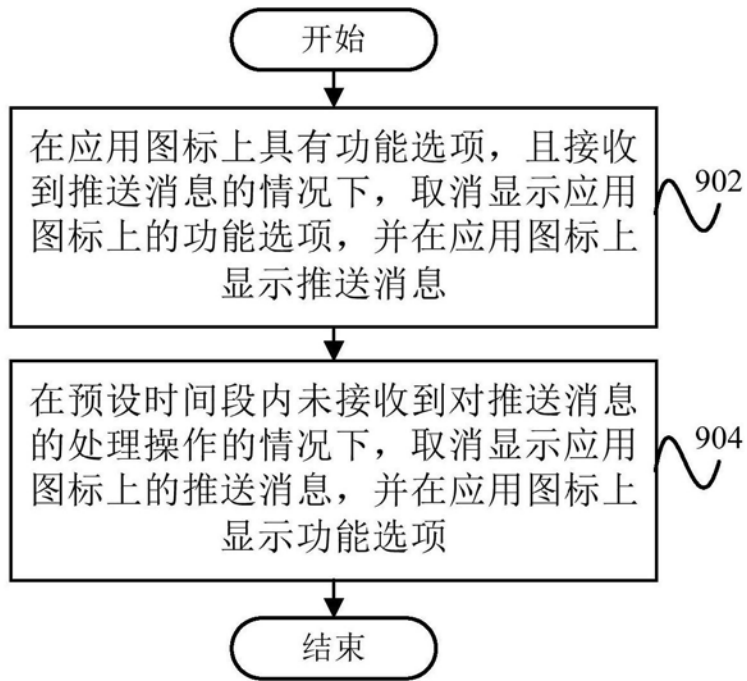 开始
在应用图标上具有功能选项，且接收
到推送消息的情况下，取消显示应用
图标上的功能选项，并在应用图标上
显示推送消息
902
在预设时间段内未接收到对推送消息
的处理操作的情况下，取消显示应用
图标上的推送消息，并在应用图标上
显示功能选项
904
结束